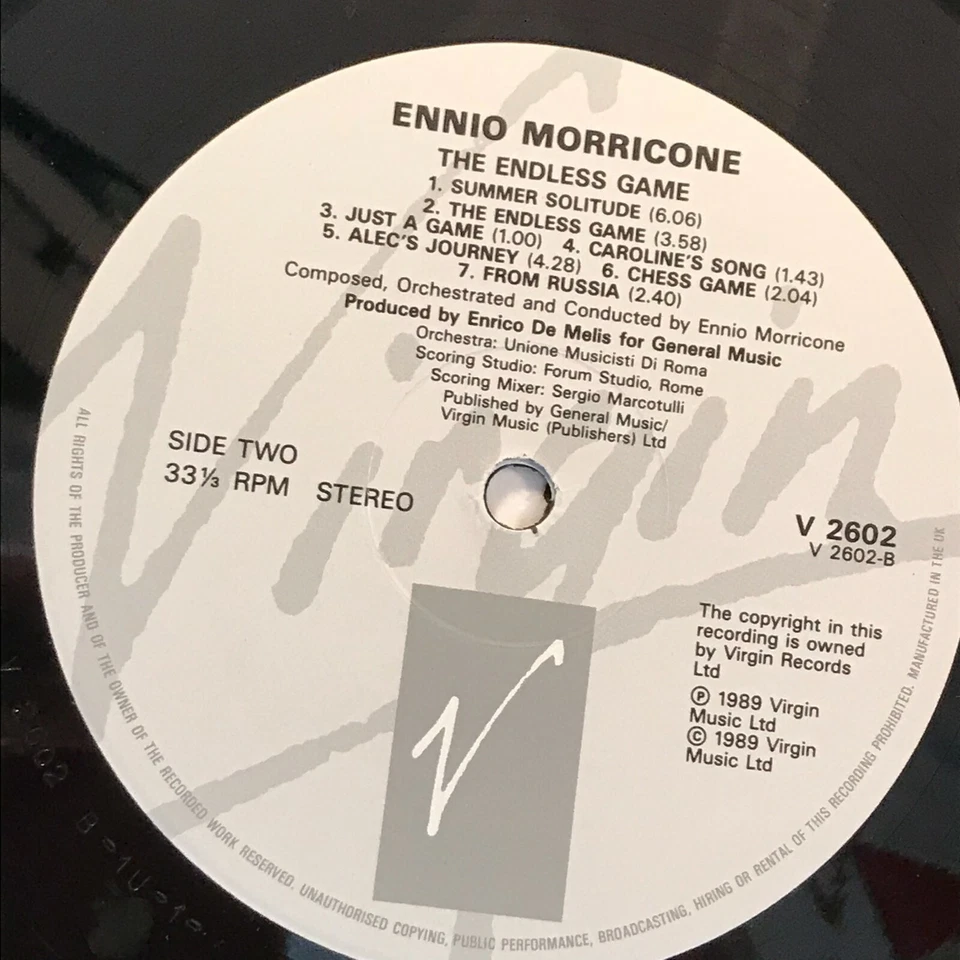 ENNIO MORRICONE
THE ENDLESS GAME
1. SUMMER SOLITUDE (6.06)
2. THE ENDLESS GAME (3.58)
3. JUST A GAME (1.00) 4. CAROLINE'S SONG (1.43)
5. ALEC'S JOURNEY (4.28) 6. CHESS GAME (2.04)
7. FROM RUSSIA (2.40)
Composed, Orchestrated and Conducted by Ennio Morricone
Produced by Enrico De Melis for General Music
Orchestra: Unione Musicisti Di Roma
Scoring Studio: Forum Studio, Rome
Scoring Mixer: Sergio Marcotulli
Published by General Music/
Virgin Music (Publishers) Ltd
Virgin
SIDE TWO
33⅓ RPM STEREO
V 2602
V 2602-B
The copyright in this
recording is owned
by Virgin Records
Ltd
℗ 1989 Virgin
Music Ltd
© 1989 Virgin
Music Ltd
V
ALL RIGHTS OF THE PRODUCER AND OF THE OWNER OF THE RECORDED WORK RESERVED. UNAUTHORISED COPYING, PUBLIC PERFORMANCE, BROADCASTING, HIRING OR RENTAL OF THIS RECORDING PROHIBITED. MANUFACTURED IN THE UK